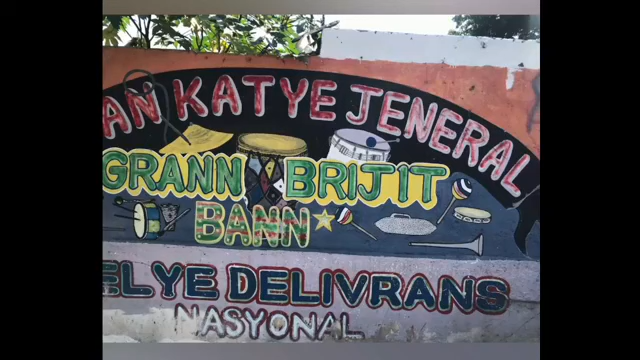 AN KATYE JENERAL
GRANN BRIJIT
BANN
ELYE DELIVRANS
NASYONAL